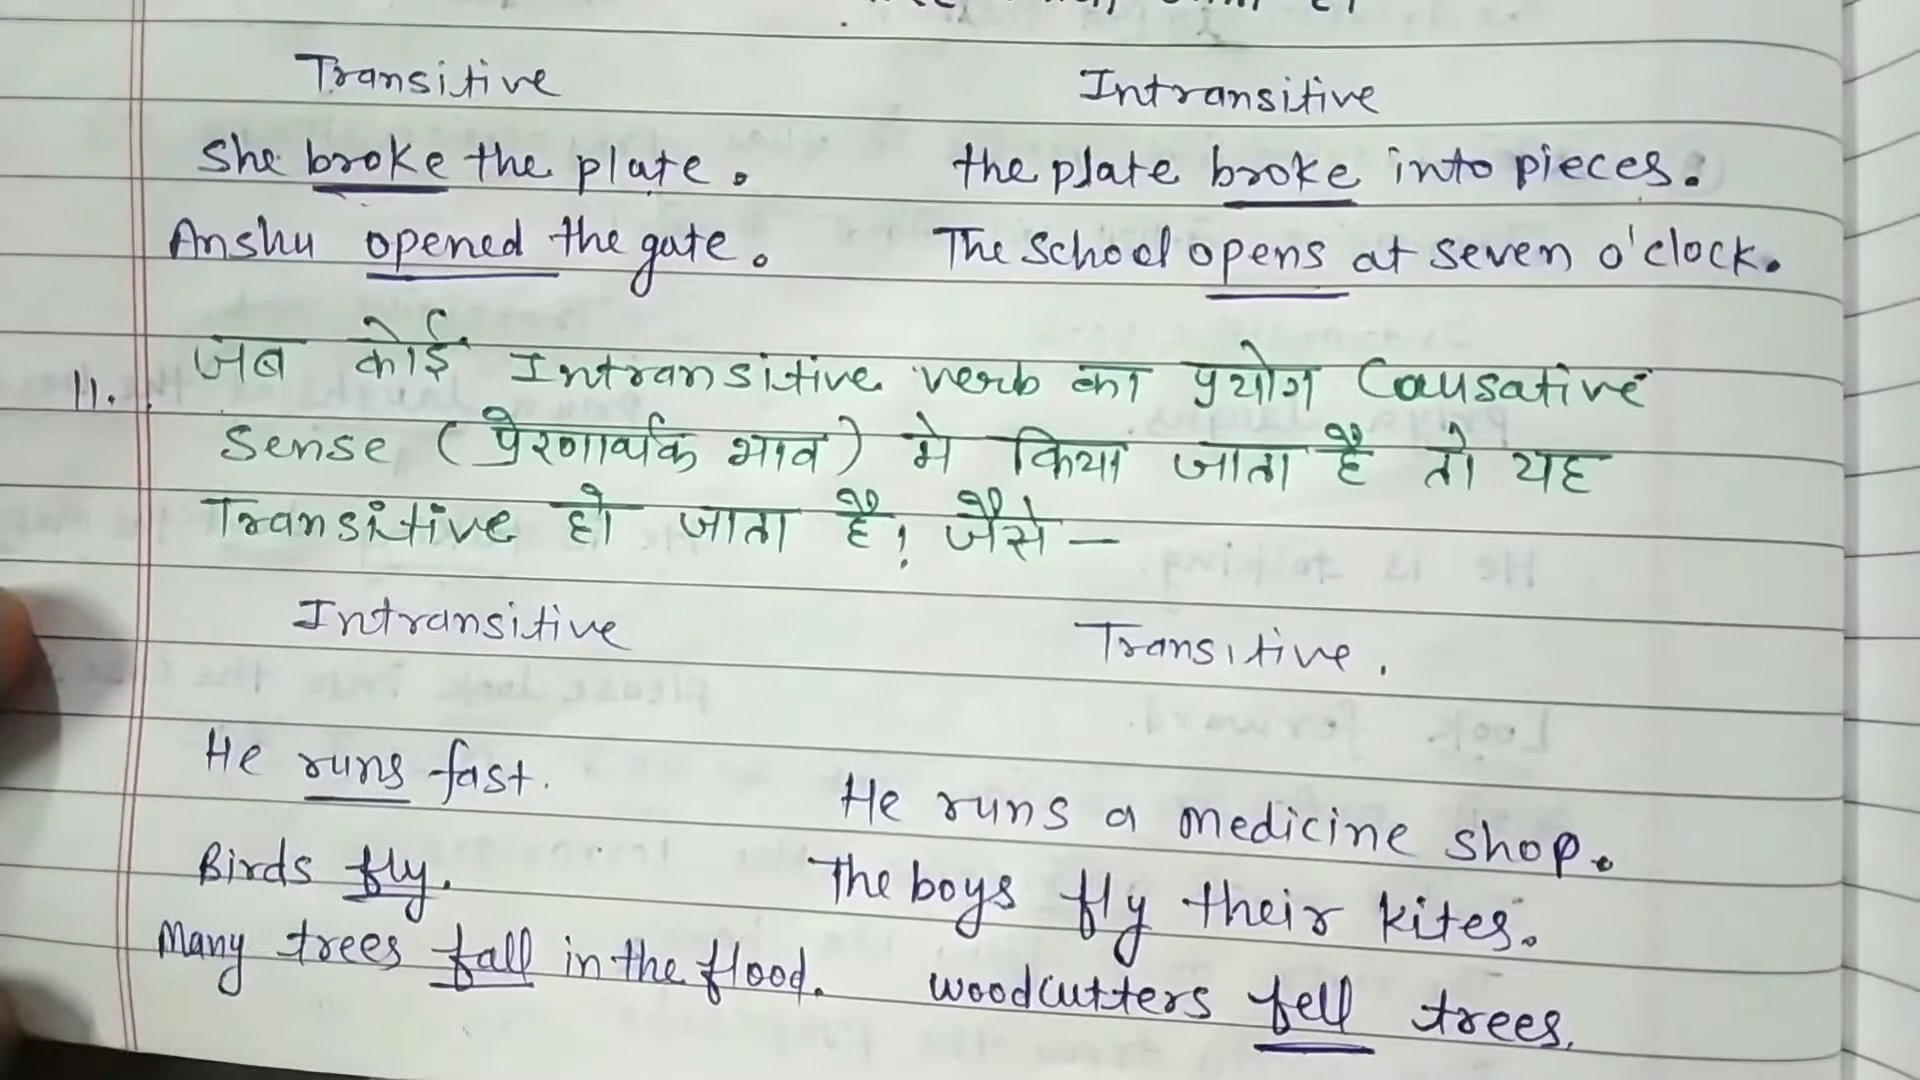 Transitive Intransitive
She broke the plate. the plate broke into pieces.
Anshu opened the gate. The School opens at seven o'clock.
11. जब कोई Intransitive verb का प्रयोग Causative
Sense (प्रेरणार्थक भाव) मे किया जाता है तो यह
Transitive हो जाता है। जैसे —
Intransitive Transitive.
He runs fast. He runs a medicine shop.
Birds fly. The boys fly their kites.
Many trees fall in the flood. woodcutters fell trees.